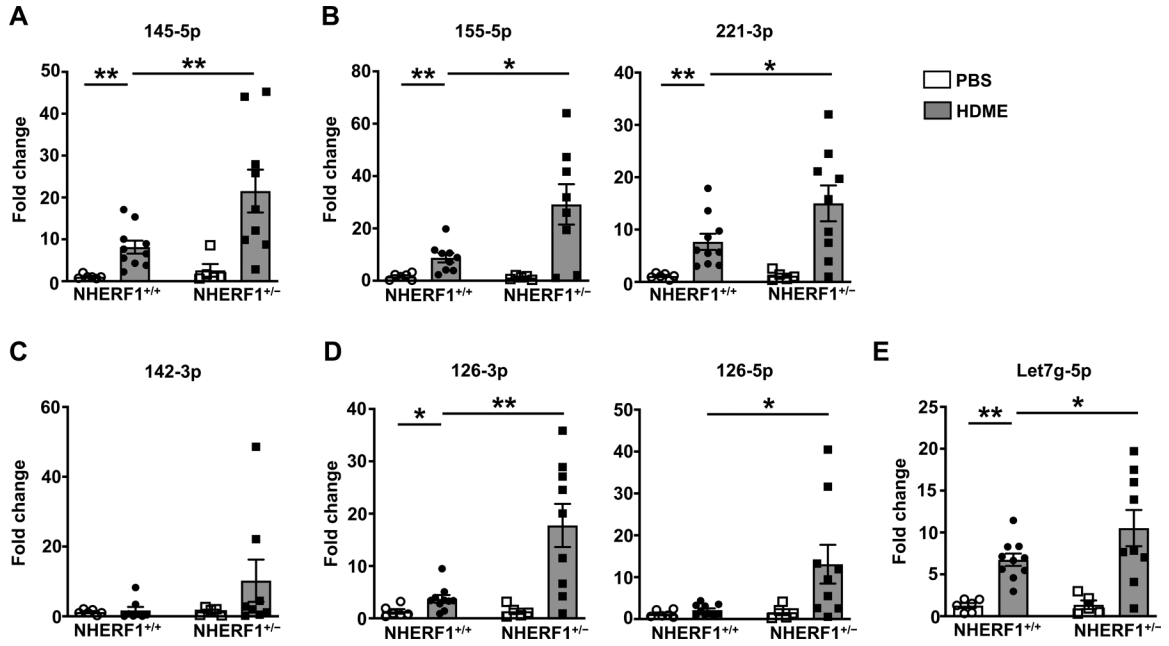 A
145-5p
Fold change
50
40
30
20
10
0
**
**
NHERF1+/+
NHERF1+/−
B
155-5p
Fold change
80
60
40
20
0
**
*
NHERF1+/+
NHERF1+/−
221-3p
40
30
20
10
0
**
*
NHERF1+/+
NHERF1+/−
PBS
HDME
C
142-3p
Fold change
60
40
20
0
NHERF1+/+
NHERF1+/−
D
126-3p
Fold change
40
30
20
10
0
*
**
NHERF1+/+
NHERF1+/−
126-5p
50
40
30
20
10
0
*
NHERF1+/+
NHERF1+/−
E
Let7g-5p
Fold change
25
20
15
10
5
0
**
*
NHERF1+/+
NHERF1+/−